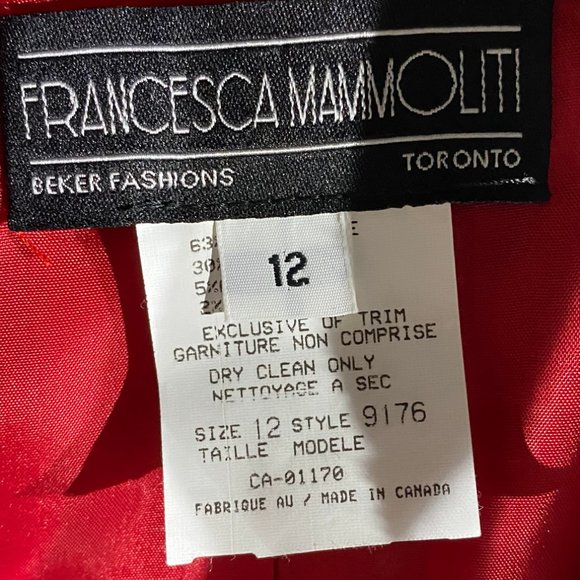 FRANCESCA MAMMOLITI
BEKER FASHIONS TORONTO
12
EXCLUSIVE OF TRIM
GARNITURE NON COMPRISE
DRY CLEAN ONLY
NETTOYAGE A SEC
SIZE 12 STYLE 9176
TAILLE MODELE
CA-01170
FABRIQUE AU / MADE IN CANADA